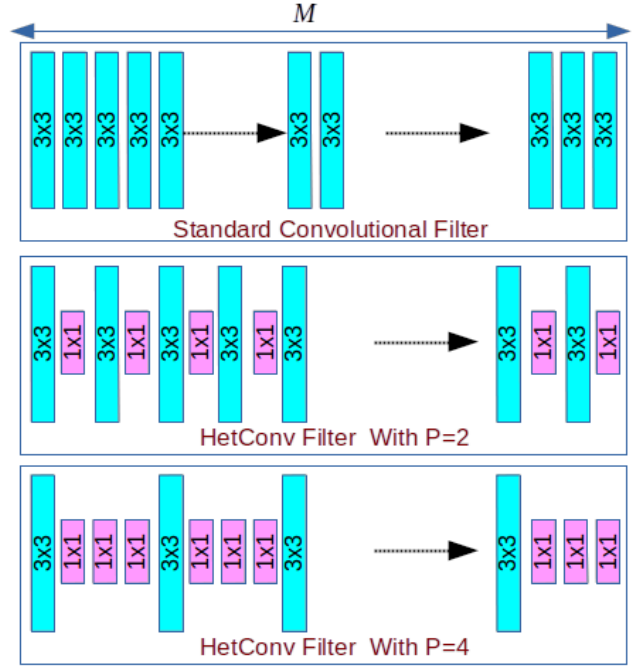 M
3x3 3x3 3x3 3x3 3x3 3x3 3x3 3x3 3x3 3x3
Standard Convolutional Filter
3x3 1x1 3x3 1x1 3x3 1x1 3x3 1x1 3x3 3x3 1x1 3x3 1x1
HetConv Filter With P=2
3x3 1x1 1x1 1x1 3x3 1x1 1x1 1x1 3x3 3x3 1x1 1x1 1x1
HetConv Filter With P=4